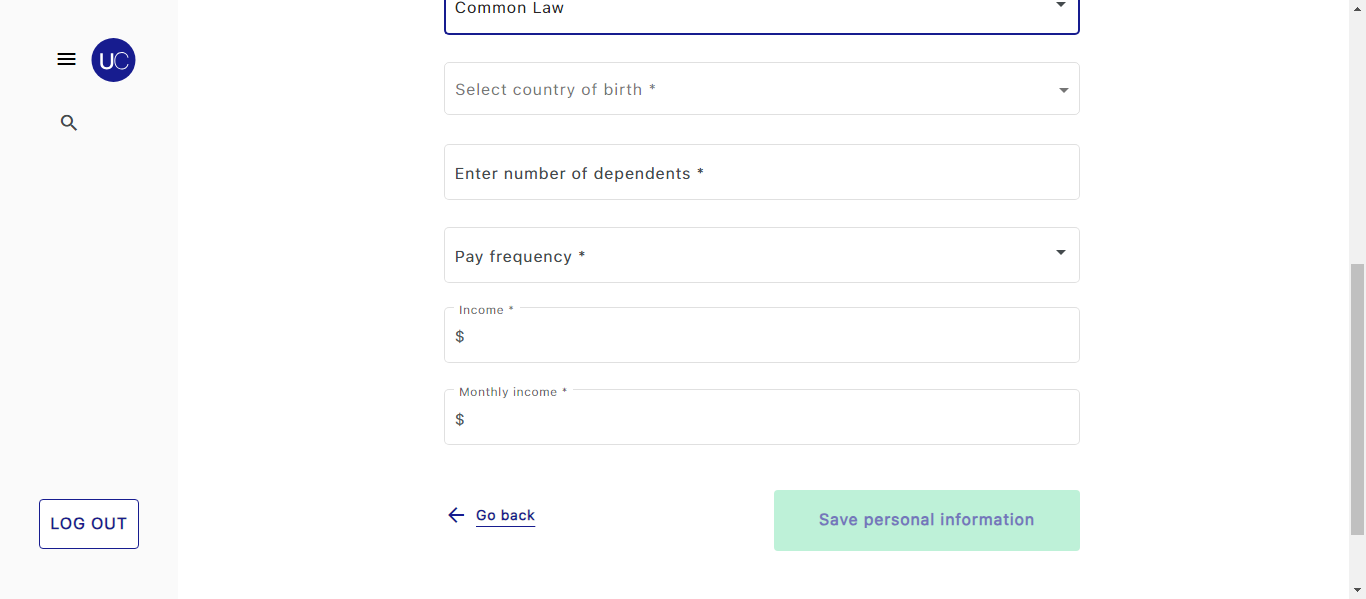 Common Law
UC
Select country of birth *
Enter number of dependents *
Pay frequency *
Income *
$
Monthly income *
$
Go back
Save personal information
LOG OUT